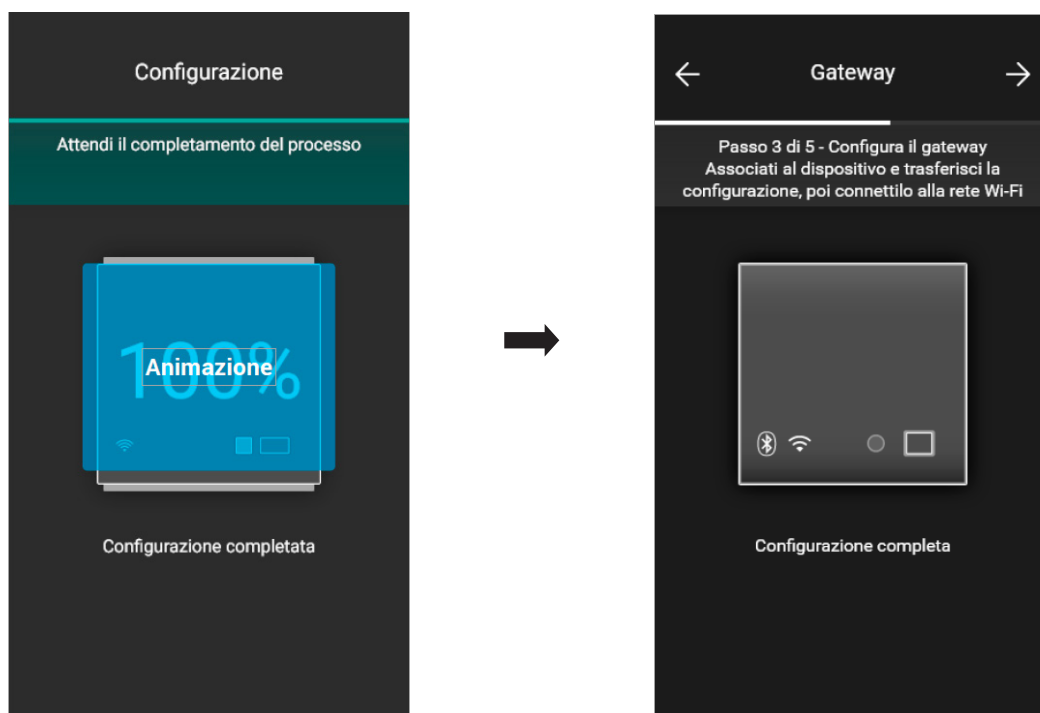 Configurazione
Attendi il completamento del processo
100%
Animazione
Configurazione completata
Gateway
Passo 3 di 5 - Configura il gateway
Associati al dispositivo e trasferisci la
configurazione, poi connettilo alla rete Wi-Fi
Configurazione completa